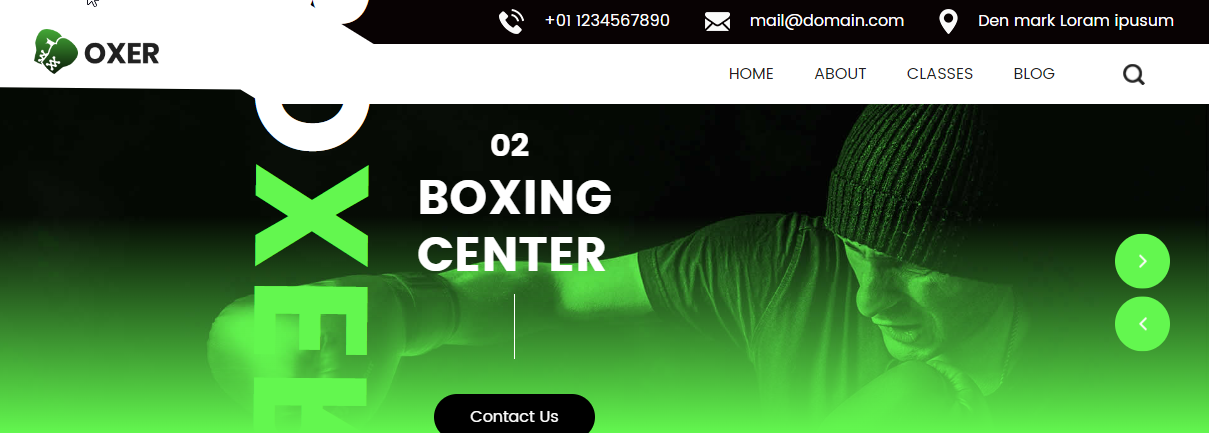 +01 1234567890 mail@domain.com Den mark Loram ipusum
OXER
HOME ABOUT CLASSES BLOG
OXER
02
BOXING
CENTER
Contact Us